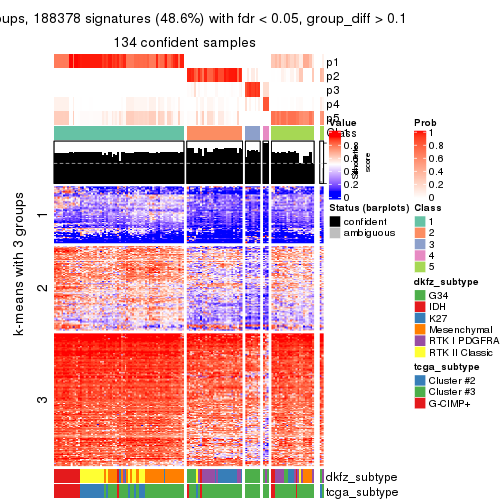 oups, 188378 signatures (48.6%) with fdr < 0.05, group_diff > 0.1
134 confident samples
p1
p2
p3
p4
p5
Class
Value
1
0.8
0.6
0.4
0.2
0
Silhouette
score
1
2
3
k-means with 3 groups
Status (barplots)
confident
ambiguous
Prob
1
0.8
0.6
0.4
0.2
0
Class
1
2
3
4
5
dkfz_subtype
G34
IDH
K27
Mesenchymal
RTK I PDGFRA
RTK II Classic
tcga_subtype
Cluster #2
Cluster #3
G-CIMP+
dkfz_subtype
tcga_subtype